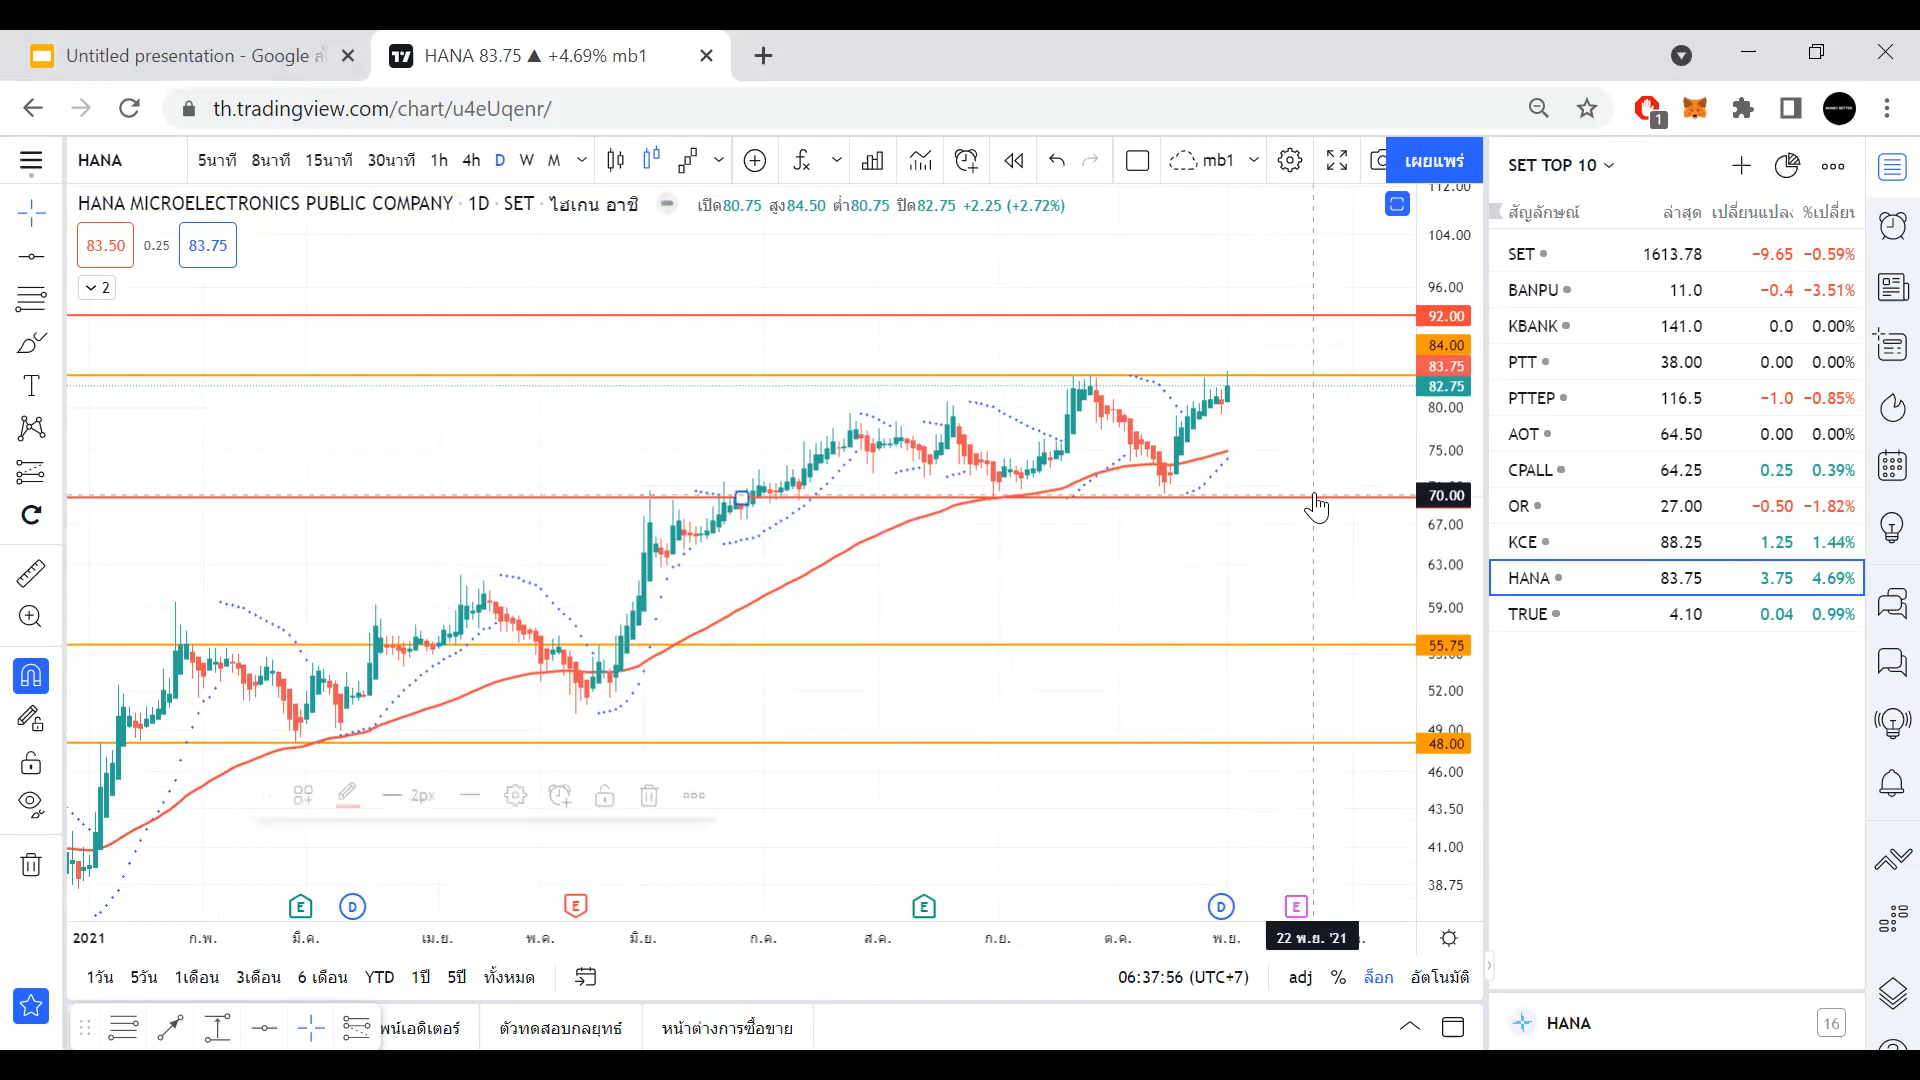 Untitled presentation - Google ส
HANA 83.75 ▲ +4.69% mb1
th.tradingview.com/chart/u4eUqenr/
1
HANA
5นาที 8นาที 15นาที 30นาที 1h 4h D W M
mb1
เผยแพร่
HANA MICROELECTRONICS PUBLIC COMPANY · 1D · SET · ไฮเกน อาชิ
เปิด80.75 สูง84.50 ต่ำ80.75 ปิด82.75 +2.25 (+2.72%)
83.50 0.25 83.75
2
112.00
104.00
96.00
92.00
84.00
83.75
82.75
80.00
75.00
70.00
67.00
63.00
59.00
55.75
52.00
49.00
48.00
46.00
43.50
41.00
38.75
2px
E D E E D E
2021 ก.พ. มี.ค. เม.ย. พ.ค. มิ.ย. ก.ค. ส.ค. ก.ย. ต.ค. พ.ย. 22 พ.ย. '21
1วัน 5วัน 1เดือน 3เดือน 6 เดือน YTD 1ปี 5ปี ทั้งหมด
06:37:56 (UTC+7) adj % ล็อก อัตโนมัติ
พน์เอดิเตอร์ ตัวทดสอบกลยุทธ์ หน้าต่างการซื้อขาย
SET TOP 10
สัญลักษณ์ ล่าสุด เปลี่ยนแปลง %เปลี่ยน
SET 1613.78 −9.65 −0.59%
BANPU 11.0 −0.4 −3.51%
KBANK 141.0 0.0 0.00%
PTT 38.00 0.00 0.00%
PTTEP 116.5 −1.0 −0.85%
AOT 64.50 0.00 0.00%
CPALL 64.25 0.25 0.39%
OR 27.00 −0.50 −1.82%
KCE 88.25 1.25 1.44%
HANA 83.75 3.75 4.69%
TRUE 4.10 0.04 0.99%
HANA 16